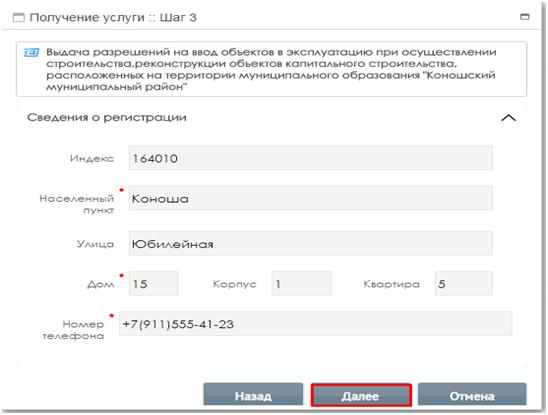 Получение услуги :: Шаг 3
Выдача разрешений на ввод объектов в эксплуатацию при осуществлении
строительства,реконструкции объектов капитального строительства,
расположенных на территории муниципального образования "Коношский
муниципальный район"
Сведения о регистрации
Индекс 164010
Населенный пункт * Коноша
Улица Юбилейная
Дом * 15 Корпус 1 Квартира 5
Номер телефона * +7(911)555-41-23
Назад Далее Отмена